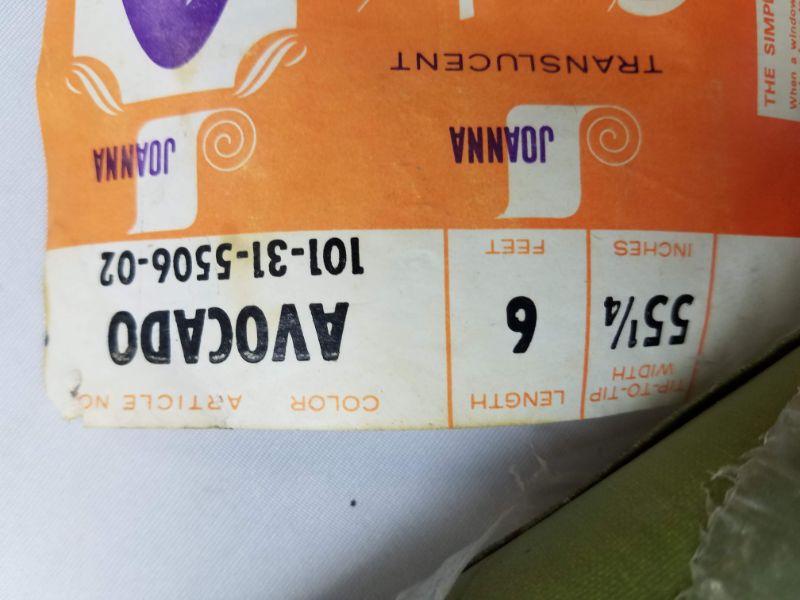 TIP-TO-TIP WIDTH
55¼
INCHES
LENGTH
6
FEET
COLOR ARTICLE NO
AVOCADO
101-31-5506-02
JOANNA
JOANNA
TRANSLUCENT
THE SIMPL
When a window